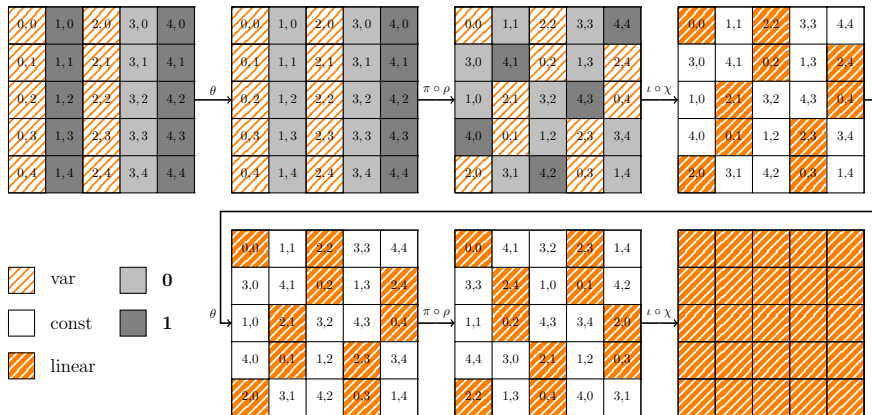 0,0 1,0 2,0 3,0 4,0 0,0 1,0 2,0 3,0 4,0 0,0 1,1 2,2 3,3 4,4 0,0 1,1 2,2 3,3 4,4
0,1 1,1 2,1 3,1 4,1 0,1 1,1 2,1 3,1 4,1 3,0 4,1 0,2 1,3 2,4 3,0 4,1 0,2 1,3 2,4
0,2 1,2 2,2 3,2 4,2 θ 0,2 1,2 2,2 3,2 4,2 π∘ρ 1,0 2,1 3,2 4,3 0,4 ι∘χ 1,0 2,1 3,2 4,3 0,4
0,3 1,3 2,3 3,3 4,3 0,3 1,3 2,3 3,3 4,3 4,0 0,1 1,2 2,3 3,4 4,0 0,1 1,2 2,3 3,4
0,4 1,4 2,4 3,4 4,4 0,4 1,4 2,4 3,4 4,4 2,0 3,1 4,2 0,3 1,4 2,0 3,1 4,2 0,3 1,4
0,0 1,1 2,2 3,3 4,4 0,0 4,1 3,2 2,3 1,4
var 0 3,0 4,1 0,2 1,3 2,4 3,3 2,4 1,0 0,1 4,2
const 1 θ 1,0 2,1 3,2 4,3 0,4 π∘ρ 1,1 0,2 4,3 3,4 2,0 ι∘χ
linear 4,0 0,1 1,2 2,3 3,4 4,4 3,0 2,1 1,2 0,3
2,0 3,1 4,2 0,3 1,4 2,2 1,3 0,4 4,0 3,1